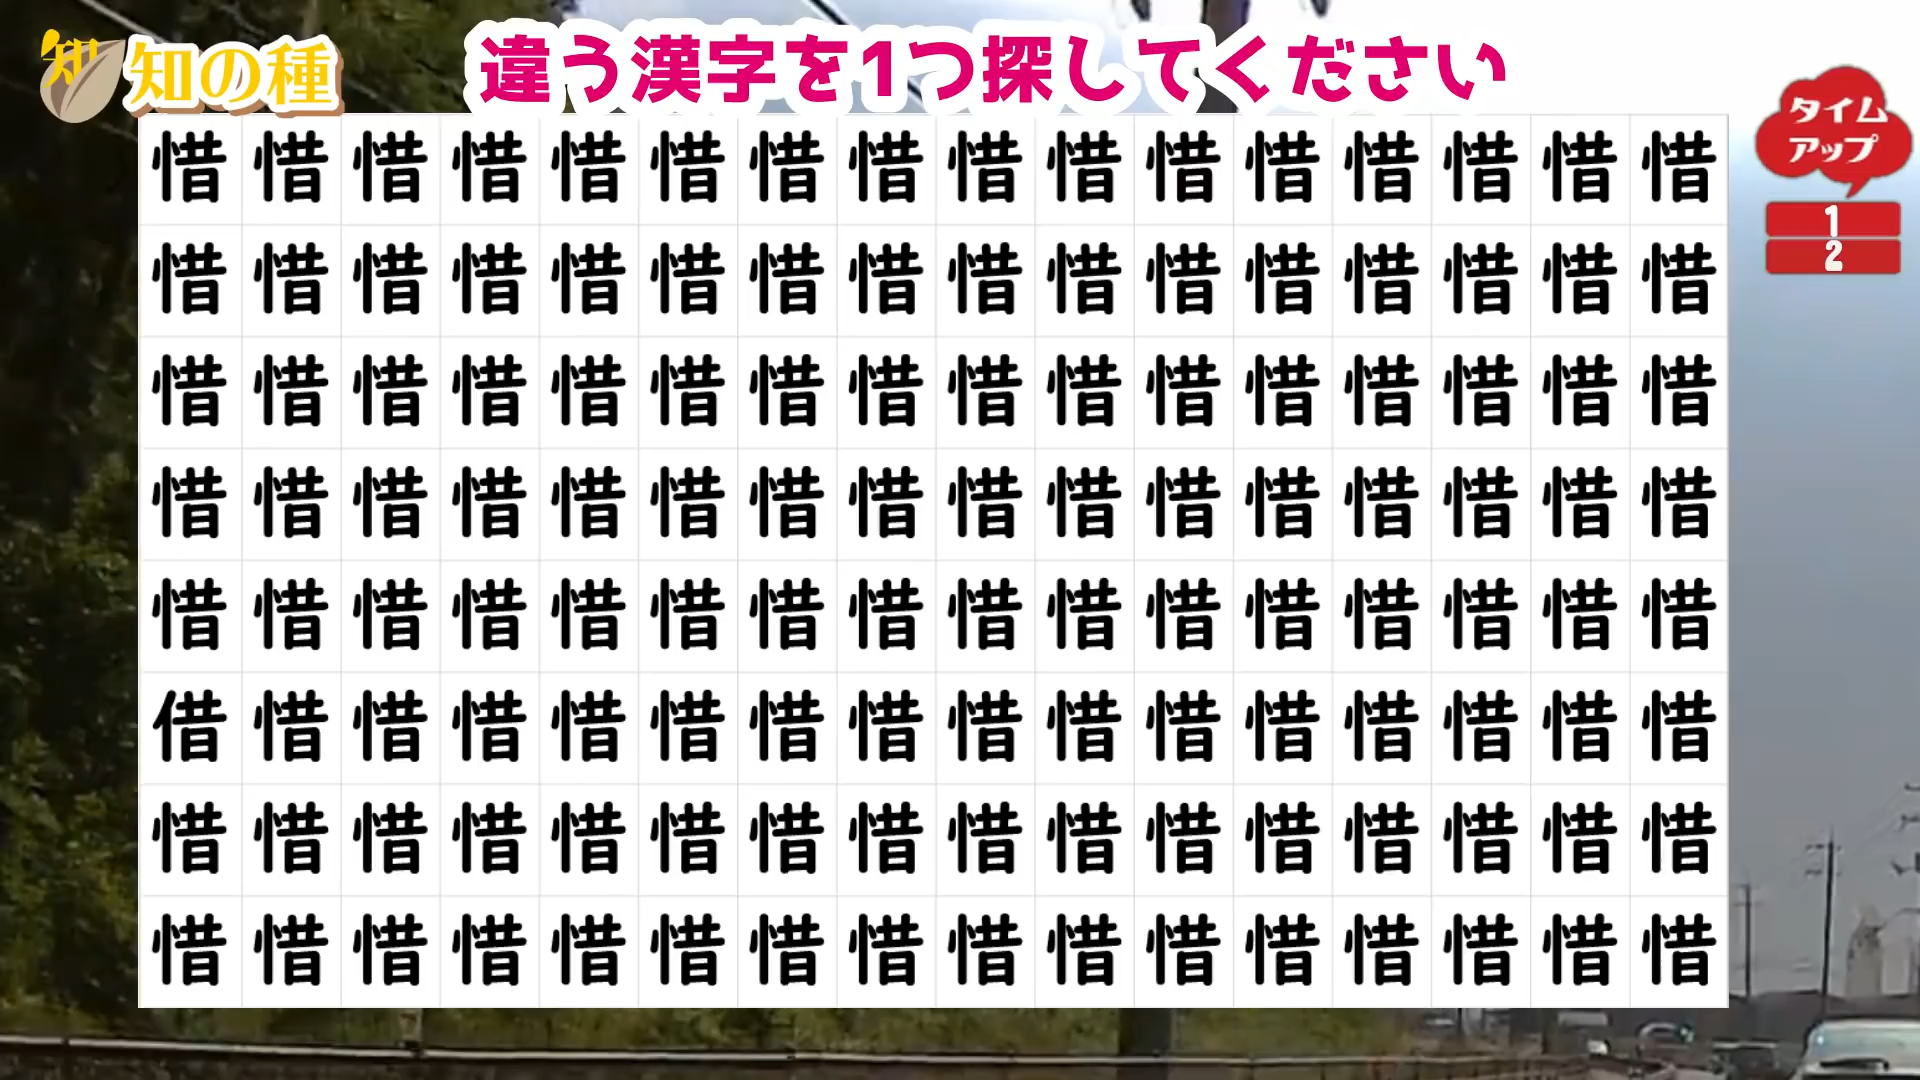 知 知の種
違う漢字を1つ探してください
タイム
アップ
1
2
惜惜惜惜惜惜惜惜惜惜惜惜惜惜惜惜
惜惜惜惜惜惜惜惜惜惜惜惜惜惜惜惜
惜惜惜惜惜惜惜惜惜惜惜惜惜惜惜惜
惜惜惜惜惜惜惜惜惜惜惜惜惜惜惜惜
惜惜惜惜惜惜惜惜惜惜惜惜惜惜惜惜
借惜惜惜惜惜惜惜惜惜惜惜惜惜惜惜
惜惜惜惜惜惜惜惜惜惜惜惜惜惜惜惜
惜惜惜惜惜惜惜惜惜惜惜惜惜惜惜惜